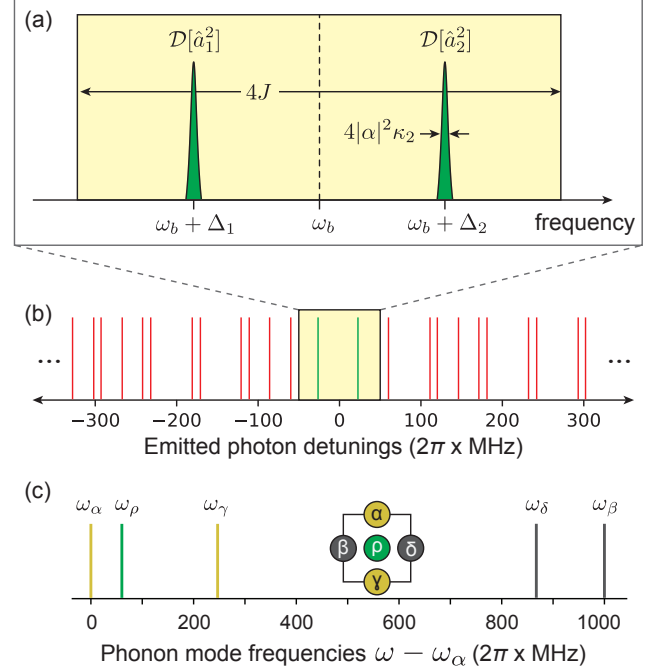 (a)
𝒟[â₁²] 𝒟[â₂²]
4J
4|α|²κ₂
ω_b + Δ₁ ω_b ω_b + Δ₂ frequency
(b)
... ...
−300 −200 −100 0 100 200 300
Emitted photon detunings (2π x MHz)
(c)
ω_α ω_ρ ω_γ ω_δ ω_β
α
β ρ δ
γ
0 200 400 600 800 1000
Phonon mode frequencies ω − ω_α (2π x MHz)